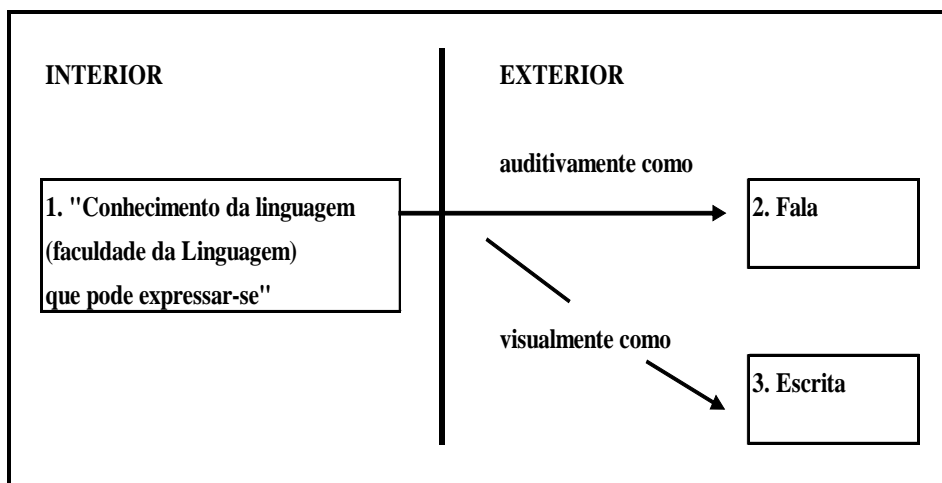 INTERIOR
EXTERIOR
auditivamente como
1. "Conhecimento da linguagem
(faculdade da Linguagem)
que pode expressar-se"
2. Fala
visualmente como
3. Escrita